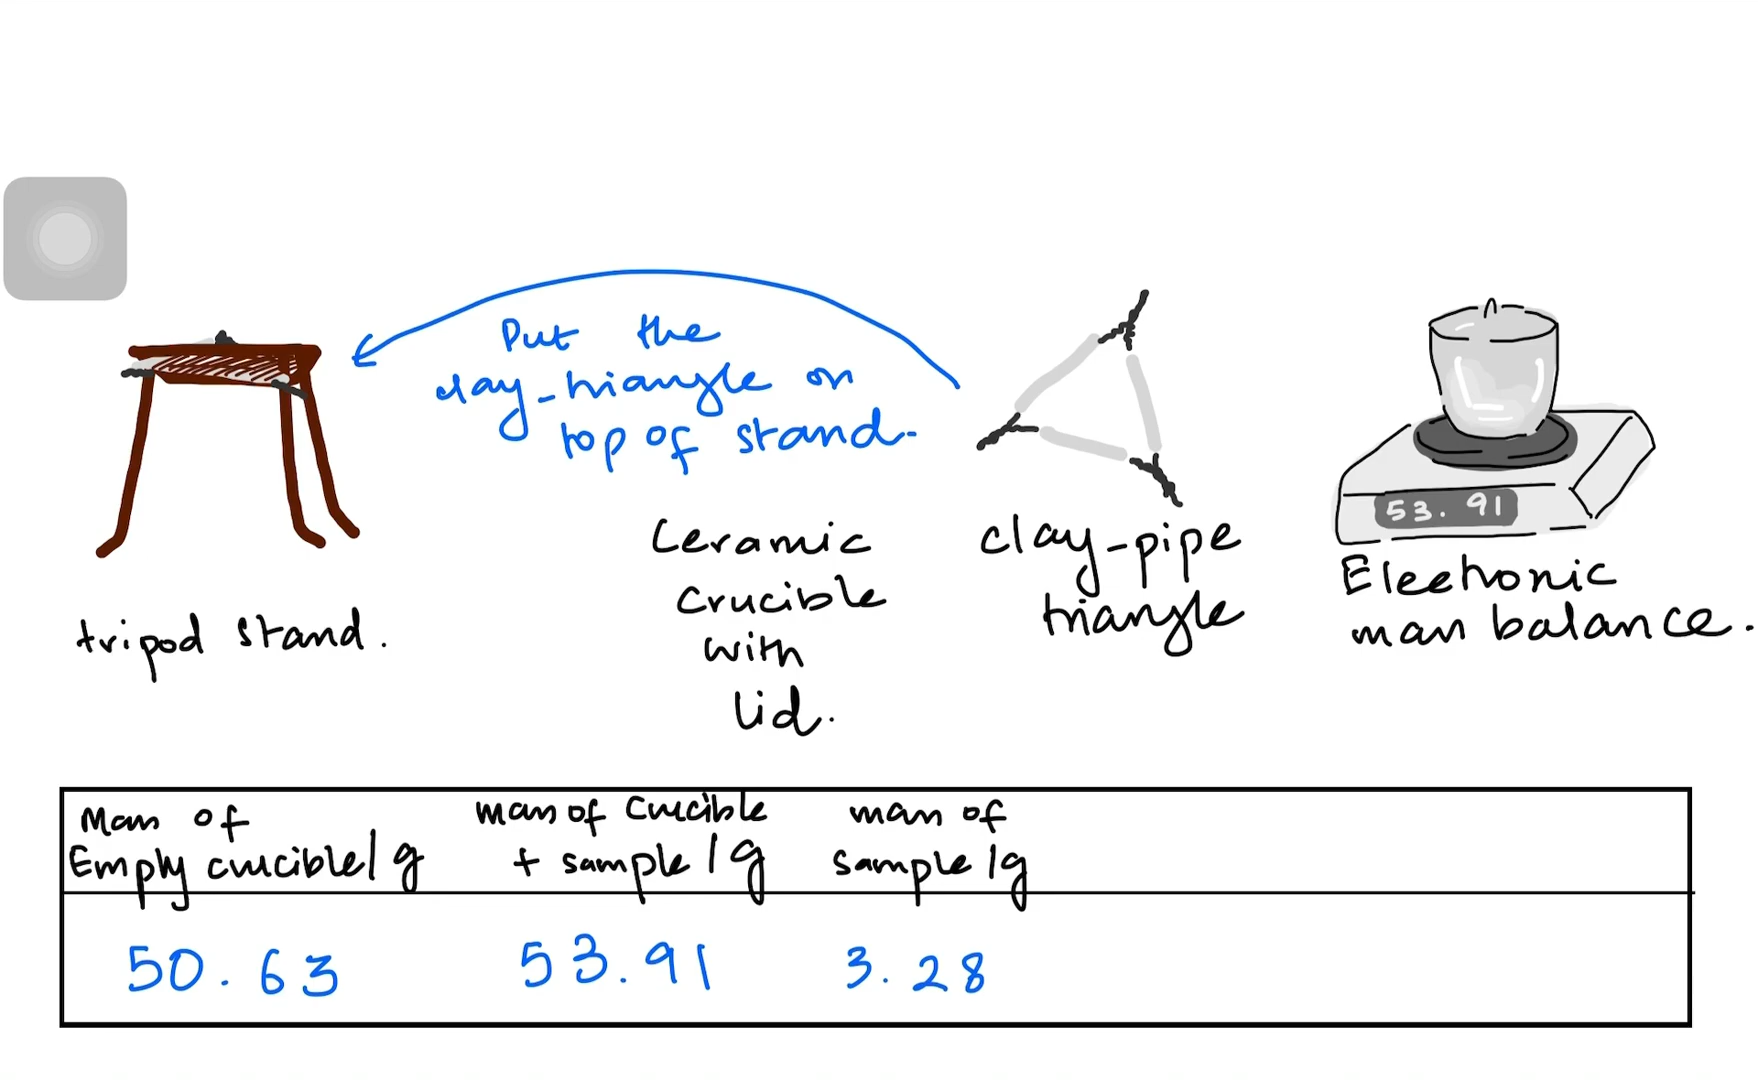 Put the
clay-triangle on
top of stand.
53.91
tripod stand.
Ceramic
crucible
with
lid.
clay-pipe
triangle
Electronic
mass balance.
Mass of
Empty crucible/g
mass of crucible
+ sample/g
mass of
sample/g
50.63
53.91
3.28